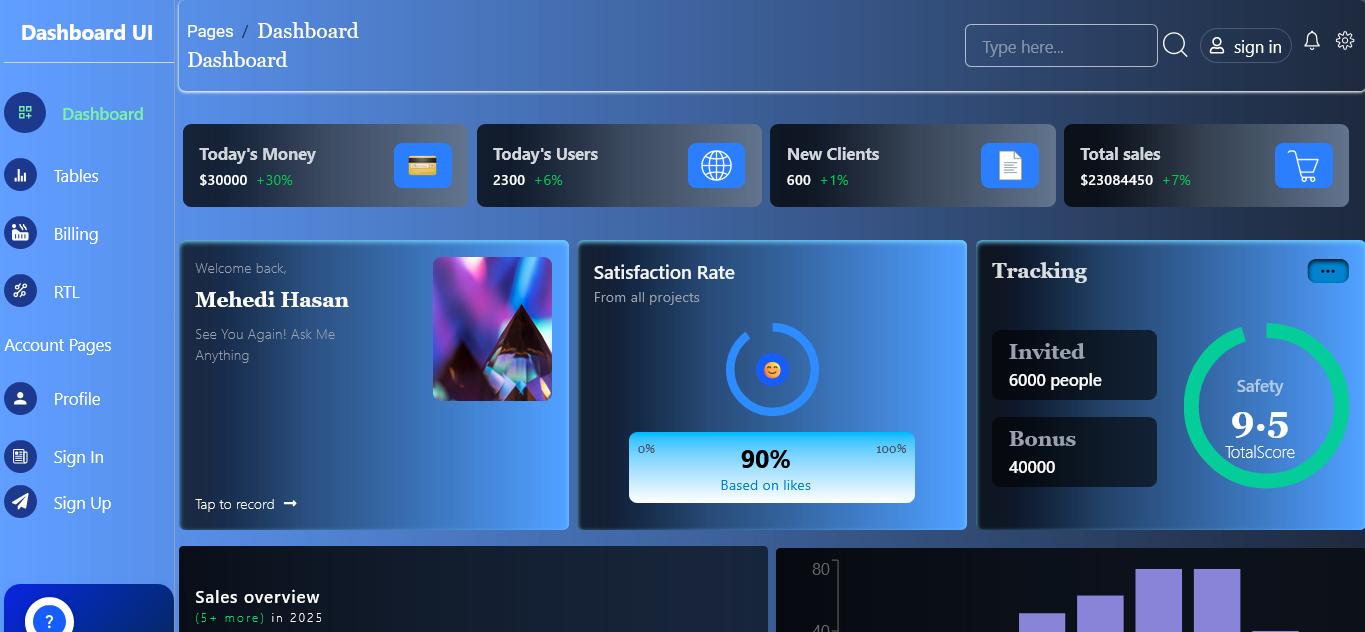 Dashboard UI
Dashboard
Tables
Billing
RTL
Account Pages
Profile
Sign In
Sign Up
?
Pages / Dashboard
Dashboard
Type here...
sign in
Today's Money
$30000 +30%
Today's Users
2300 +6%
New Clients
600 +1%
Total sales
$23084450 +7%
Welcome back,
Mehedi Hasan
See You Again! Ask Me
Anything
Tap to record →
Satisfaction Rate
From all projects
0% 100%
90%
Based on likes
Tracking
...
Invited
6000 people
Bonus
40000
Safety
9.5
TotalScore
Sales overview
(5+ more) in 2025
80
40